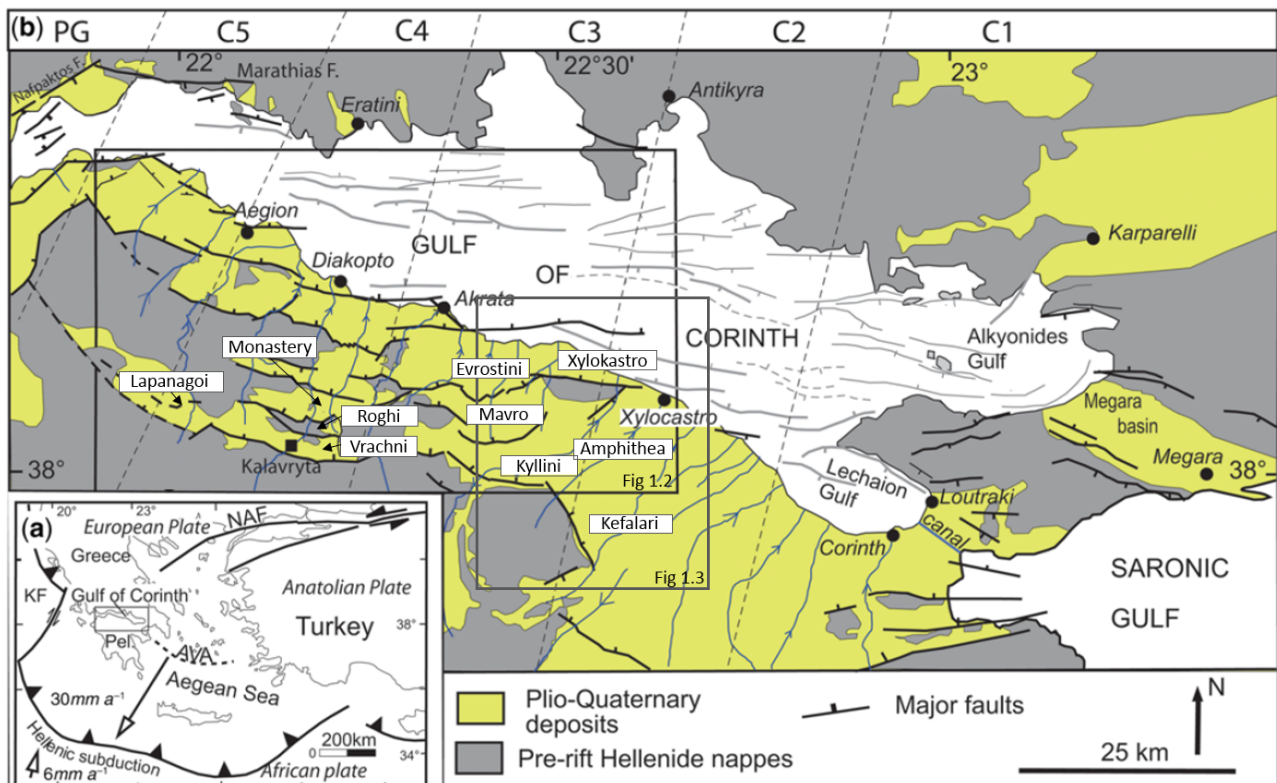 (b) PG C5 C4 C3 C2 C1
22° 22°30' 23°
Nafpaktos F.
Marathias F.
Eratini
Antikyra
Aegion
GULF
OF
CORINTH
Karparelli
Diakopto
Akrata
Alkyonides
Gulf
Monastery
Evrostini
Xylokastro
Lapanagoi
Roghi
Mavro
Xylocastro
Megara
basin
Vrachni
Amphithea
Kalavryta
Kyllini
Megara
38°
38°
Fig 1.2
Lechaion
Gulf
Loutraki
Kefalari
canal
Corinth
Fig 1.3
SARONIC
GULF
(a)
20° 23°
European Plate
NAF
Greece
Anatolian Plate
KF
Gulf of Corinth
Turkey
38°
Pel.
AVA
Aegean Sea
30mm a⁻¹
Hellenic subduction
200km
0
34°
6mm a⁻¹
African plate
Plio-Quaternary
deposits
Major faults
N
Pre-rift Hellenide nappes
25 km